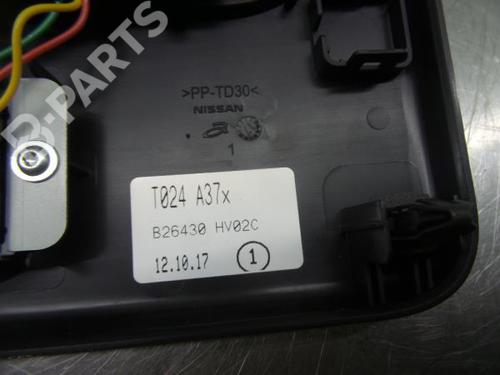 B-PARTS
>PP-TD30<
NISSAN
1
T024 A37x
B26430 HV02C
12.10.17 1